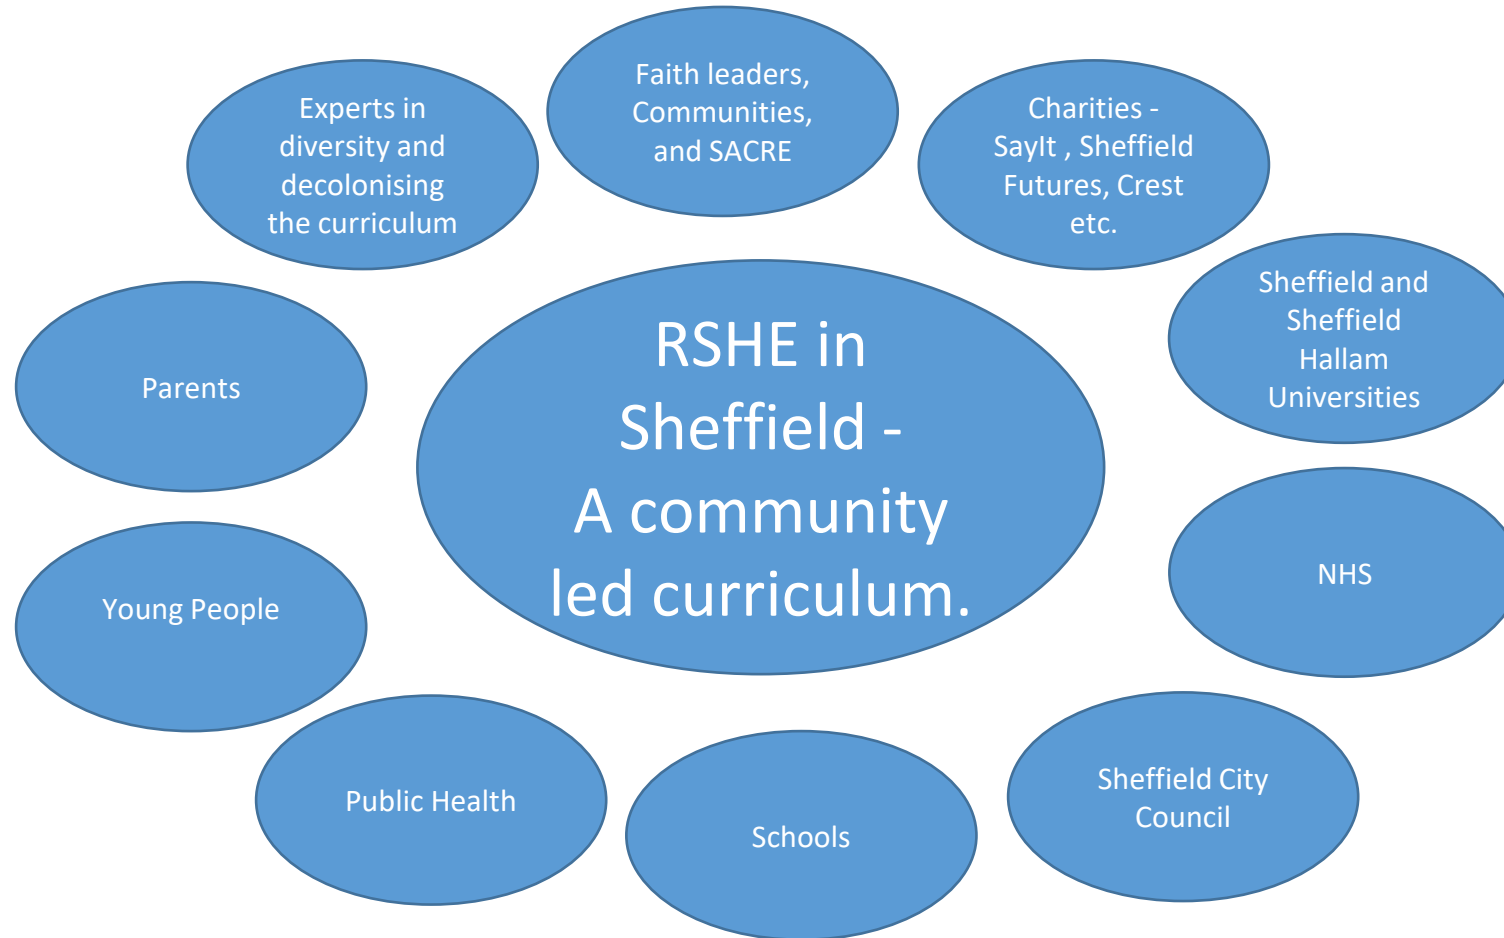 Faith leaders,
Communities,
and SACRE
Experts in
diversity and
decolonising
the curriculum
Charities -
SayIt , Sheffield
Futures, Crest
etc.
Sheffield and
Sheffield
Hallam
Universities
RSHE in
Sheffield -
A community
led curriculum.
Parents
NHS
Young People
Sheffield City
Council
Public Health
Schools